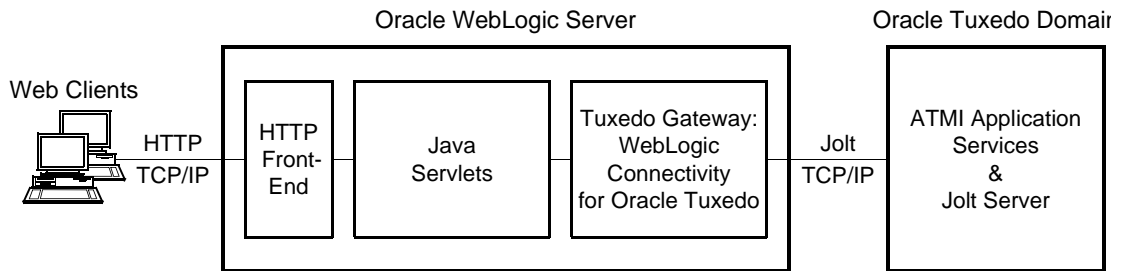 Oracle WebLogic Server
Oracle Tuxedo Domain
Web Clients
HTTP
TCP/IP
HTTP
Front-
End
Java
Servlets
Tuxedo Gateway:
WebLogic
Connectivity
for Oracle Tuxedo
Jolt
TCP/IP
ATMI Application
Services
&
Jolt Server